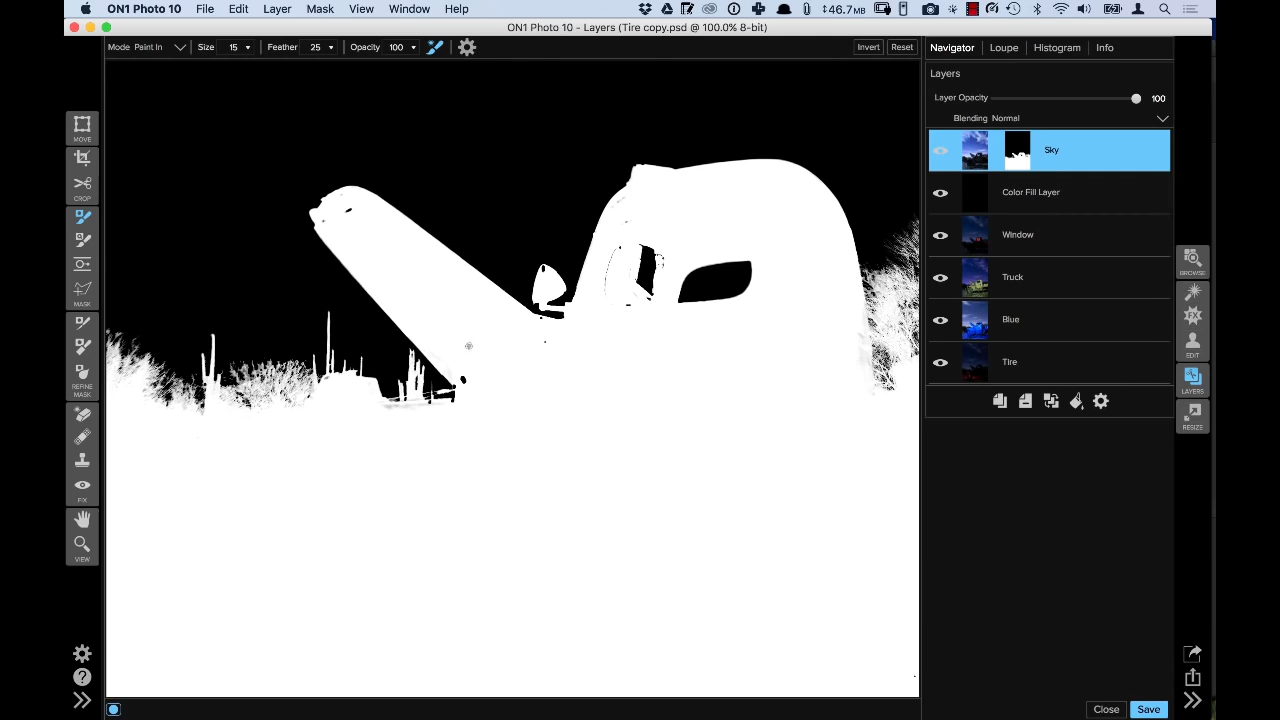 ON1 Photo 10 File Edit Layer Mask View Window Help 46.7MB
ON1 Photo 10 - Layers (Tire copy.psd @ 100.0% 8-bit)
Mode Paint In Size 15 Feather 25 Opacity 100 Invert Reset
Navigator Loupe Histogram Info
Layers
Layer Opacity 100
Blending Normal
Sky
Color Fill Layer
Window
Truck
Blue
Tire
MOVE
CROP
MASK
REFINE
MASK
FIX
VIEW
BROWSE
EDIT
LAYERS
RESIZE
Close Save